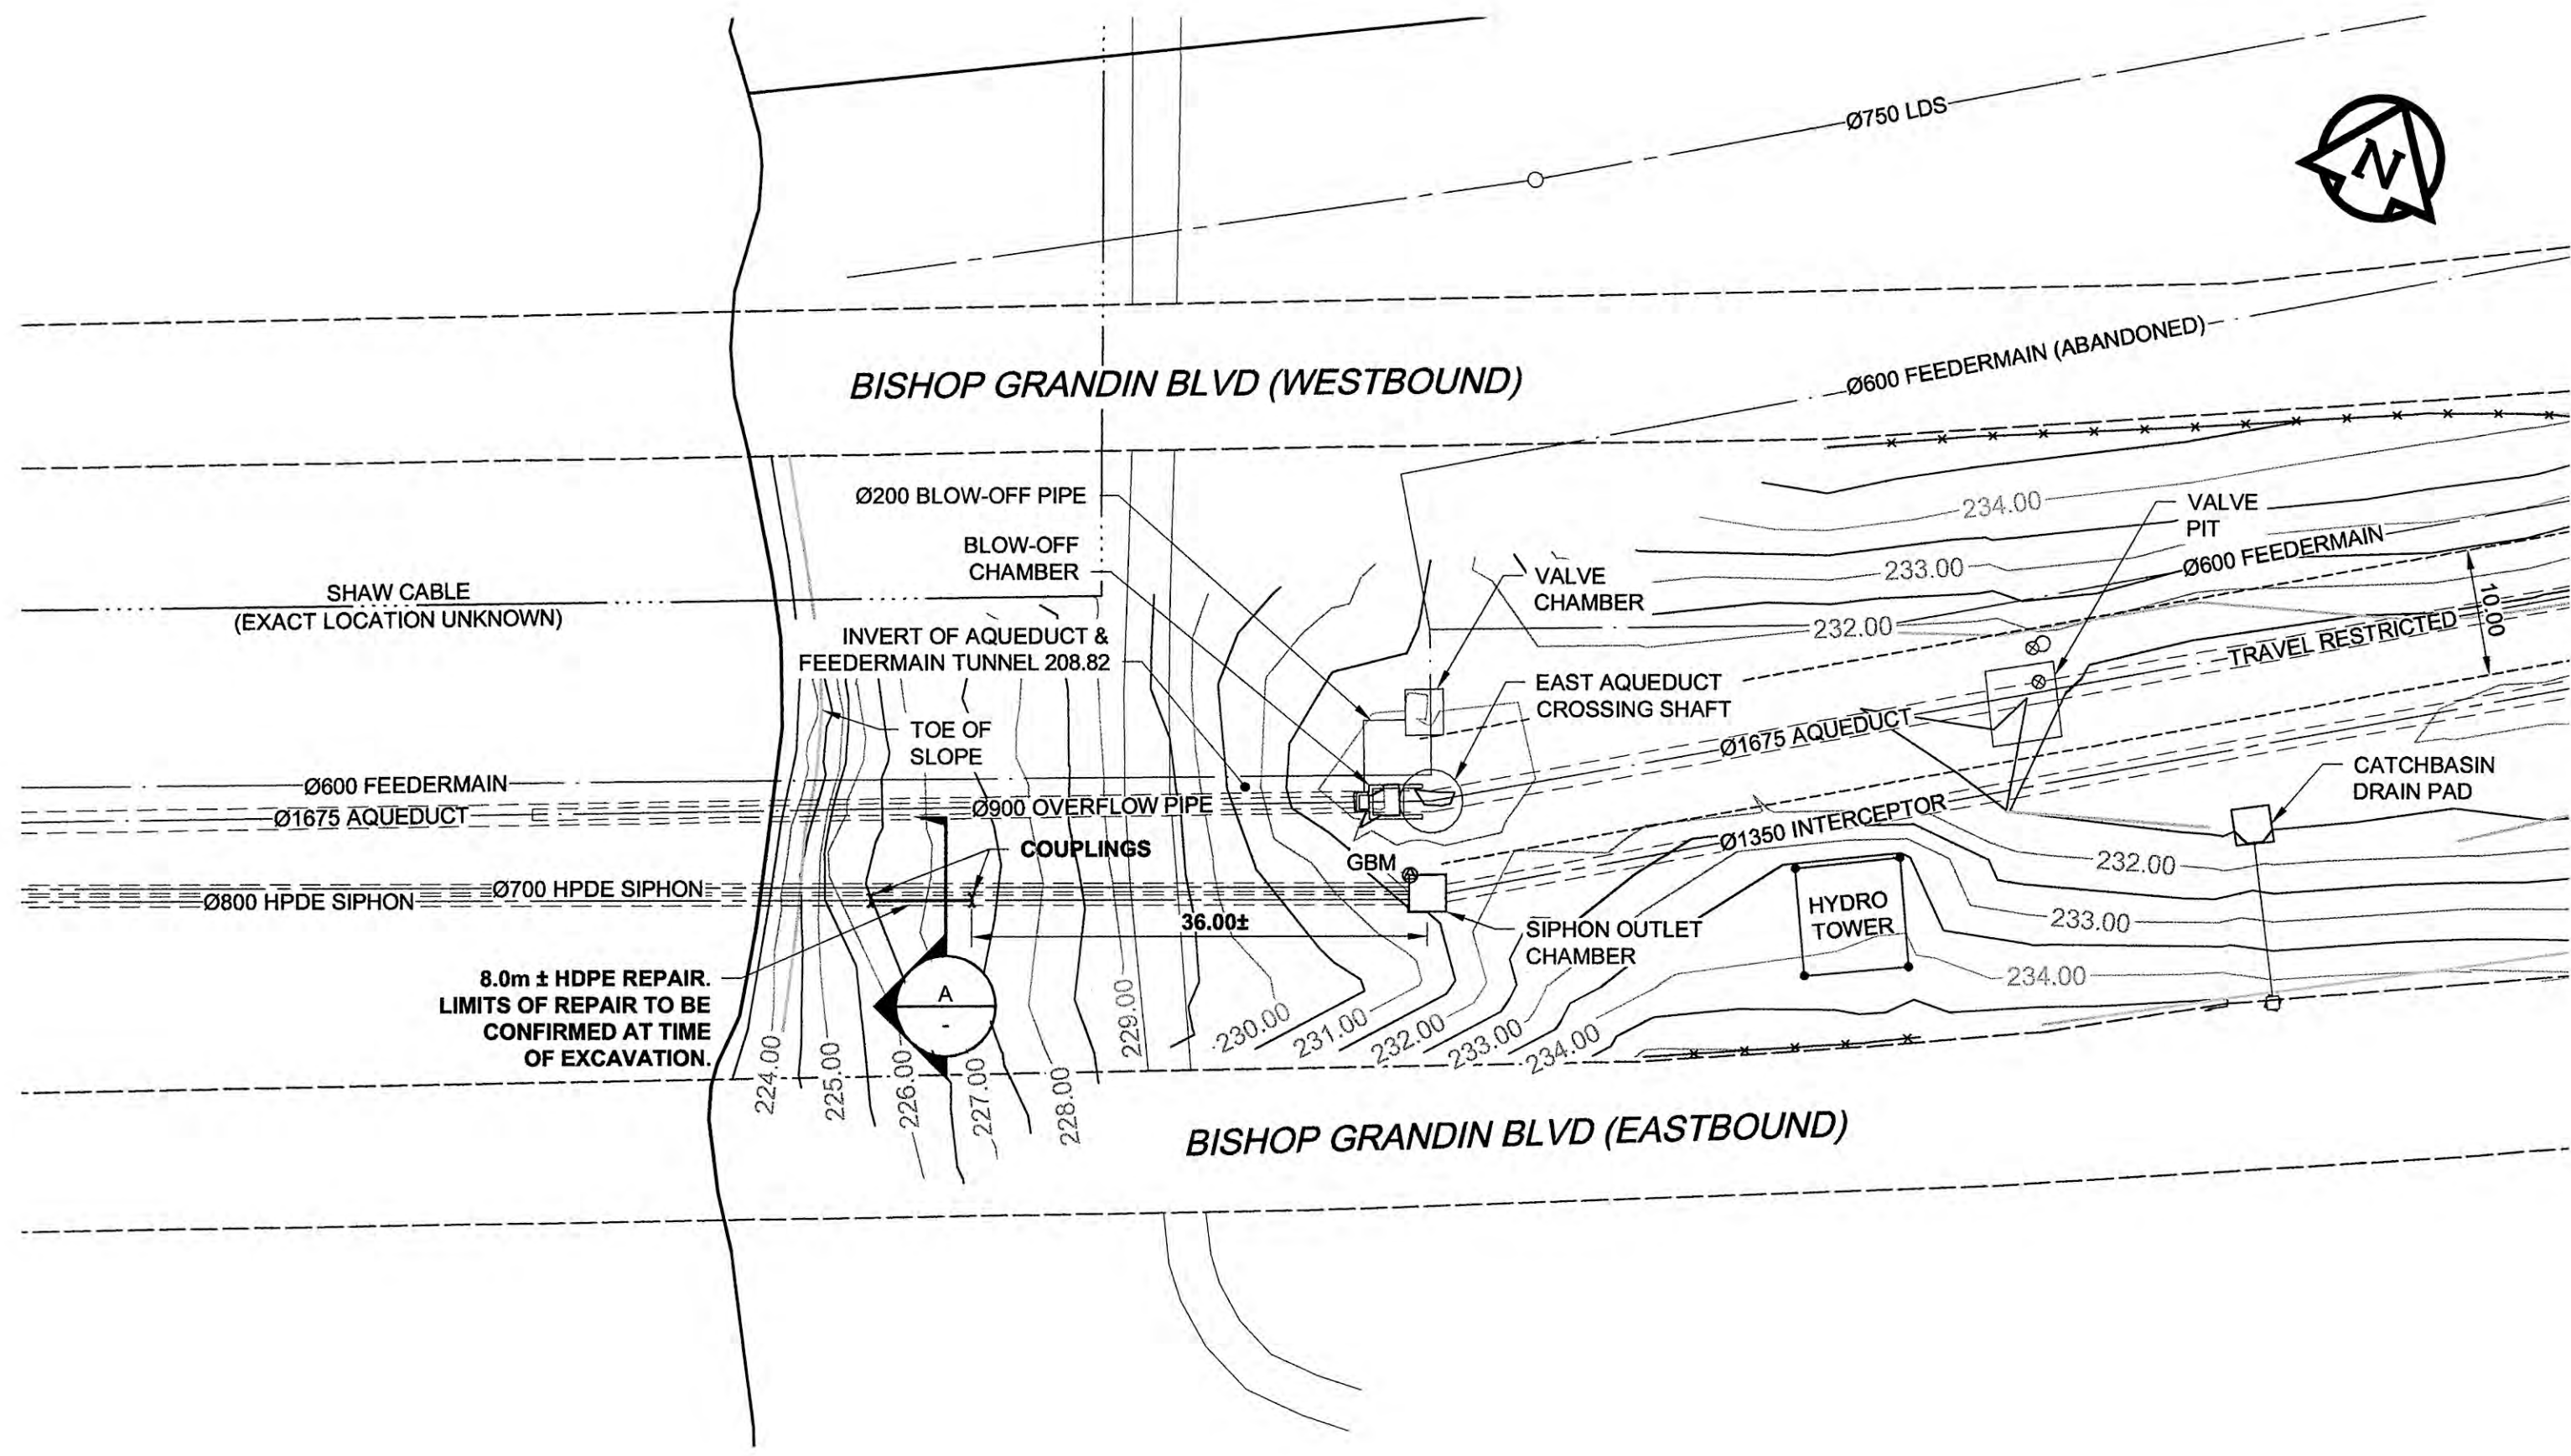 Ø750 LDS
N
Ø600 FEEDERMAIN (ABANDONED)
BISHOP GRANDIN BLVD (WESTBOUND)
Ø200 BLOW-OFF PIPE
234.00
VALVE
PIT
BLOW-OFF
CHAMBER
233.00
Ø600 FEEDERMAIN
VALVE
CHAMBER
SHAW CABLE
(EXACT LOCATION UNKNOWN)
232.00
10.00
TRAVEL RESTRICTED
INVERT OF AQUEDUCT &
FEEDERMAIN TUNNEL 208.82
EAST AQUEDUCT
CROSSING SHAFT
TOE OF
SLOPE
Ø1675 AQUEDUCT
CATCHBASIN
DRAIN PAD
Ø600 FEEDERMAIN
Ø900 OVERFLOW PIPE
Ø1675 AQUEDUCT
Ø1350 INTERCEPTOR
COUPLINGS
GBM
232.00
Ø700 HPDE SIPHON
Ø800 HPDE SIPHON
HYDRO
TOWER
36.00±
233.00
SIPHON OUTLET
CHAMBER
8.0m ± HDPE REPAIR.
LIMITS OF REPAIR TO BE
CONFIRMED AT TIME
OF EXCAVATION.
234.00
A
-
224.00
225.00
226.00
227.00
228.00
229.00
230.00
231.00
232.00
233.00
234.00
BISHOP GRANDIN BLVD (EASTBOUND)